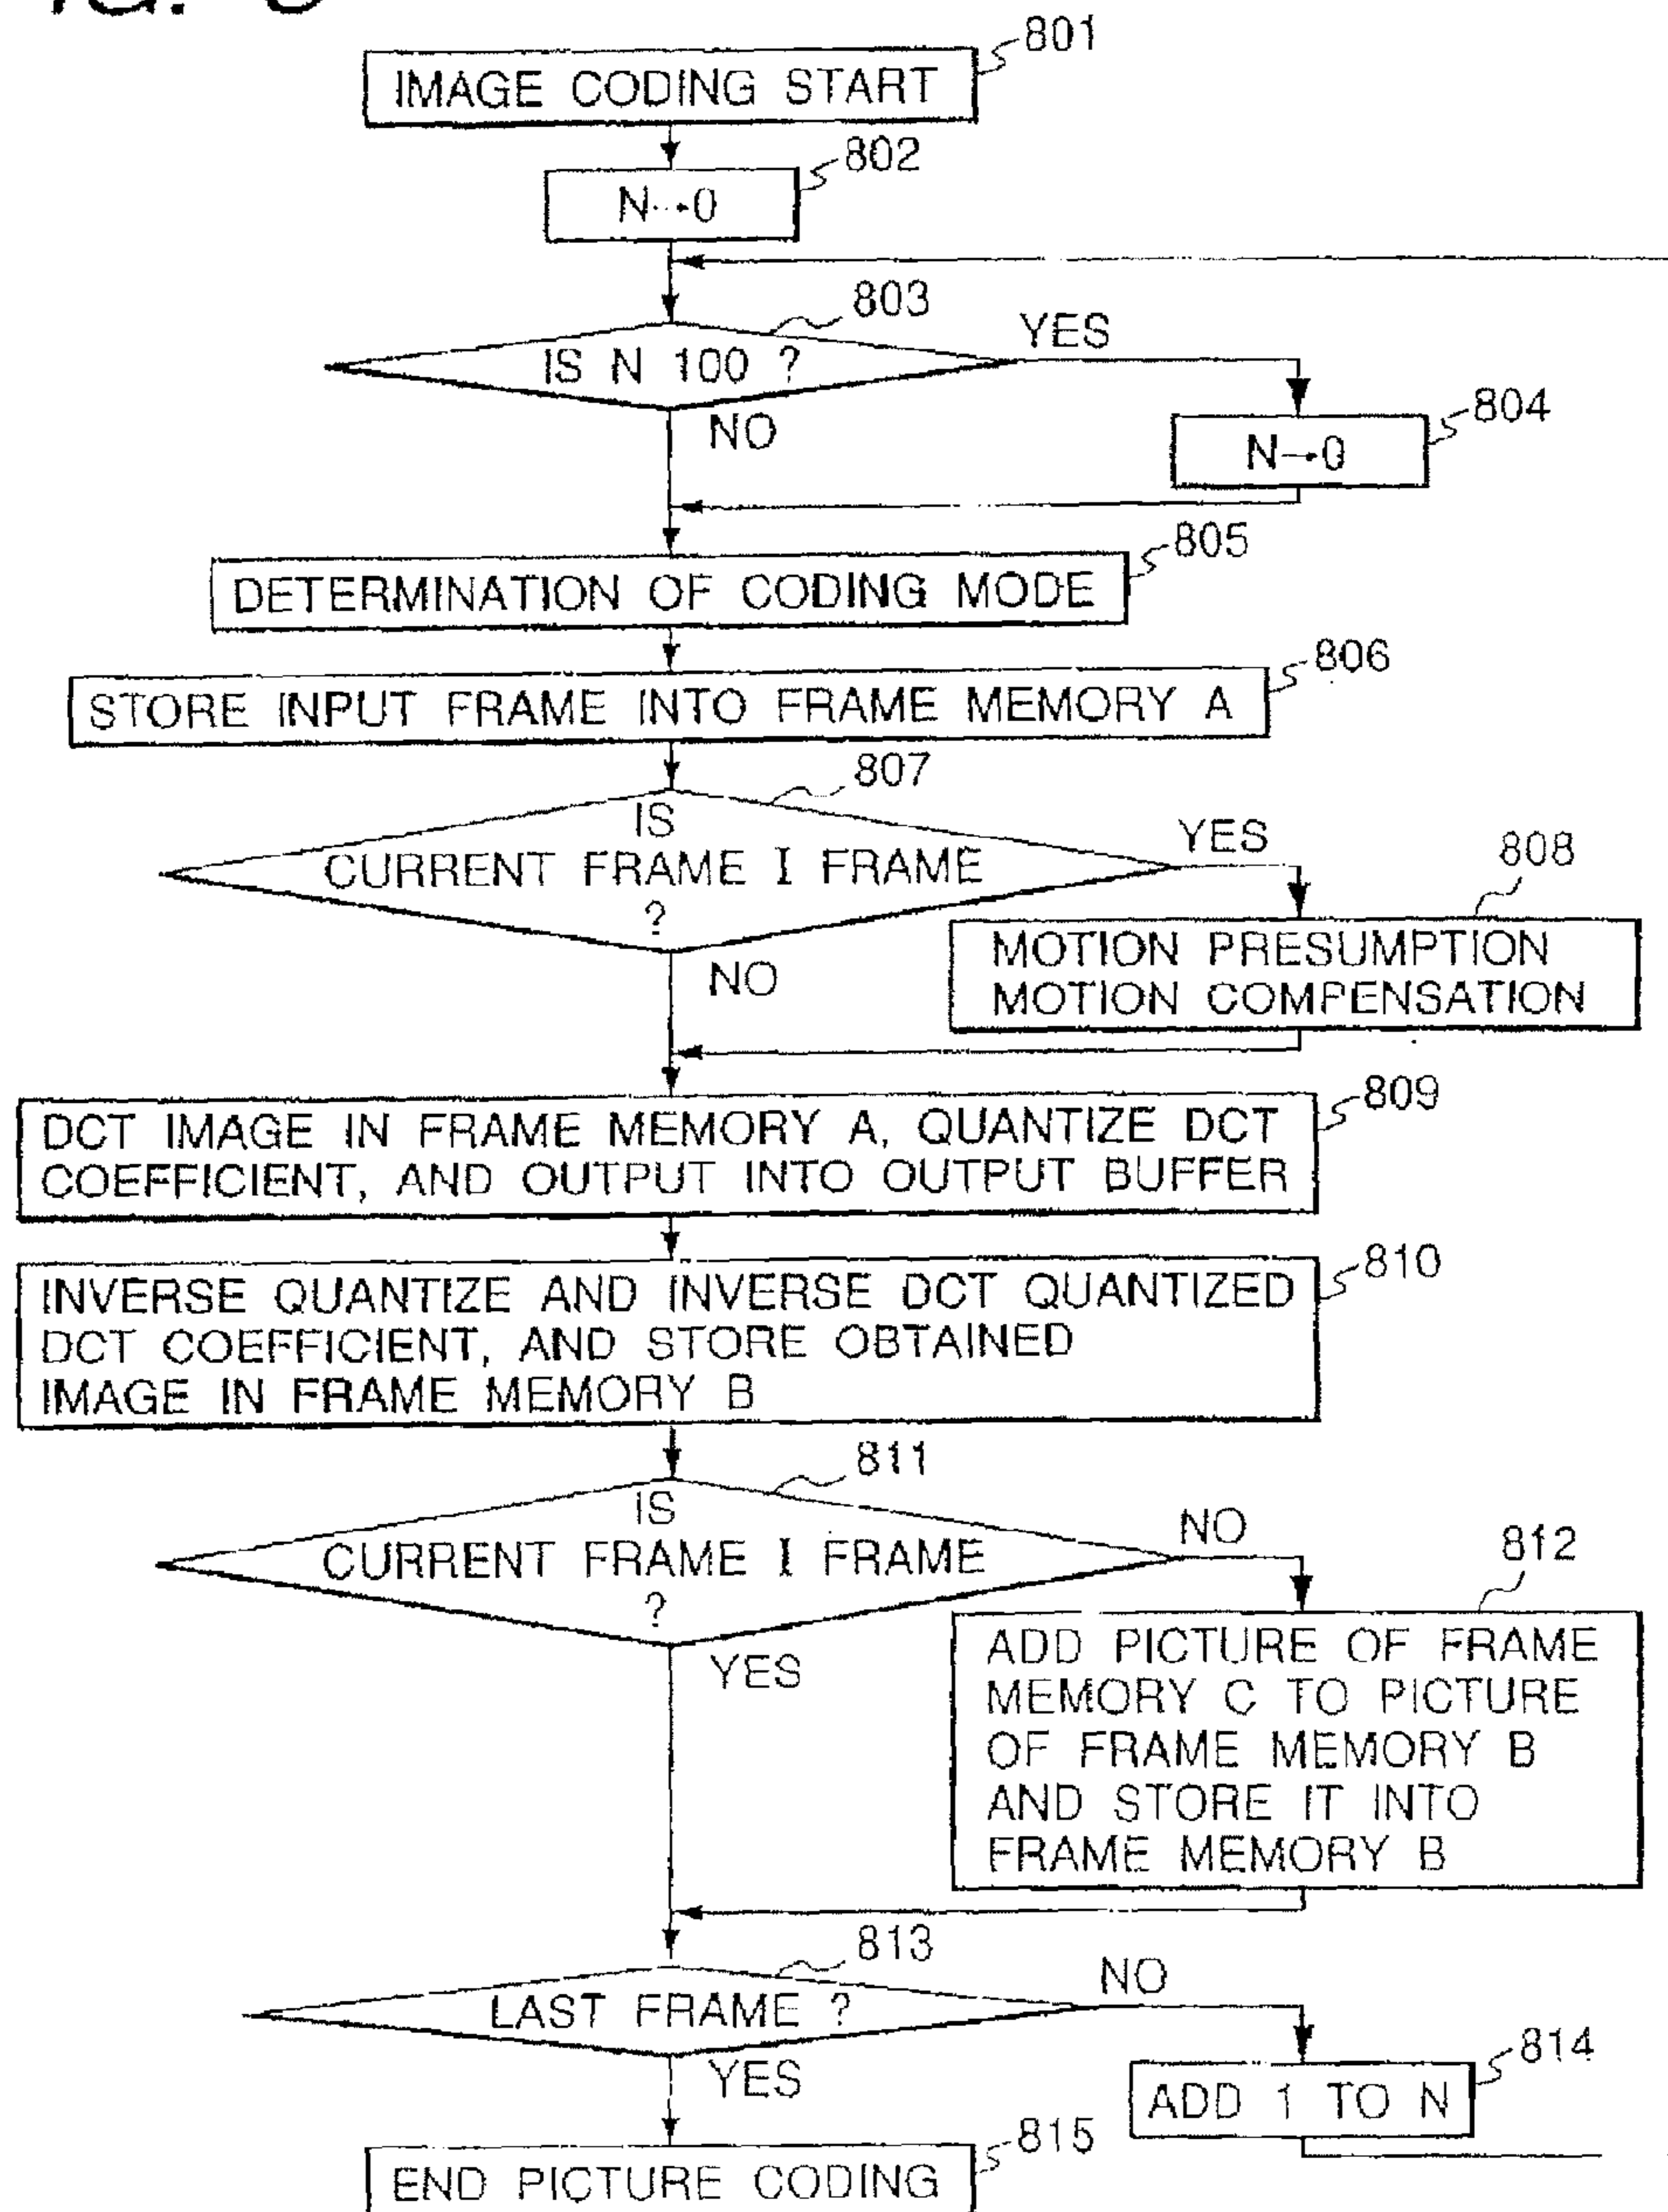 801
IMAGE CODING START
802
N→0
803
IS N 100 ?
YES
NO
804
N→0
805
DETERMINATION OF CODING MODE
806
STORE INPUT FRAME INTO FRAME MEMORY A
807
IS
CURRENT FRAME I FRAME
?
YES
NO
808
MOTION PRESUMPTION
MOTION COMPENSATION
809
DCT IMAGE IN FRAME MEMORY A, QUANTIZE DCT
COEFFICIENT, AND OUTPUT INTO OUTPUT BUFFER
810
INVERSE QUANTIZE AND INVERSE DCT QUANTIZED
DCT COEFFICIENT, AND STORE OBTAINED
IMAGE IN FRAME MEMORY B
811
IS
CURRENT FRAME I FRAME
?
NO
YES
812
ADD PICTURE OF FRAME
MEMORY C TO PICTURE
OF FRAME MEMORY B
AND STORE IT INTO
FRAME MEMORY B
813
LAST FRAME ?
NO
YES
814
ADD 1 TO N
815
END PICTURE CODING